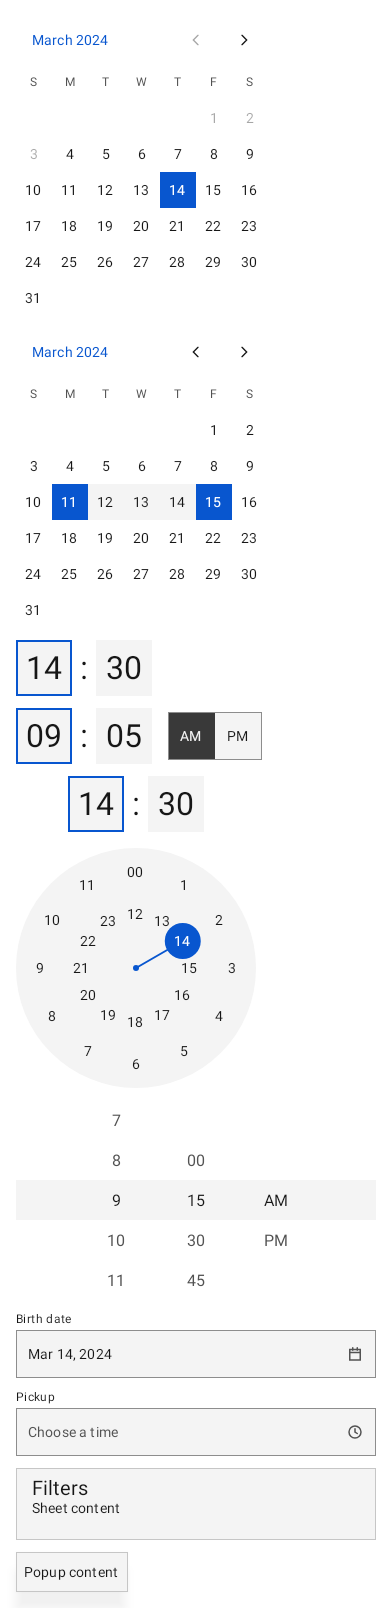 March 2024
S M T W T F S
1 2
3 4 5 6 7 8 9
10 11 12 13 14 15 16
17 18 19 20 21 22 23
24 25 26 27 28 29 30
31
March 2024
S M T W T F S
1 2
3 4 5 6 7 8 9
10 11 12 13 14 15 16
17 18 19 20 21 22 23
24 25 26 27 28 29 30
31
14 : 30
09 : 05 AM PM
14 : 30
00
11 1
12
10 23 13 2
22 14
9 21 15 3
20 16
8 19 17 4
18
7 5
6
7
8 00
9 15 AM
10 30 PM
11 45
Birth date
Mar 14, 2024
Pickup
Choose a time
Filters
Sheet content
Popup content